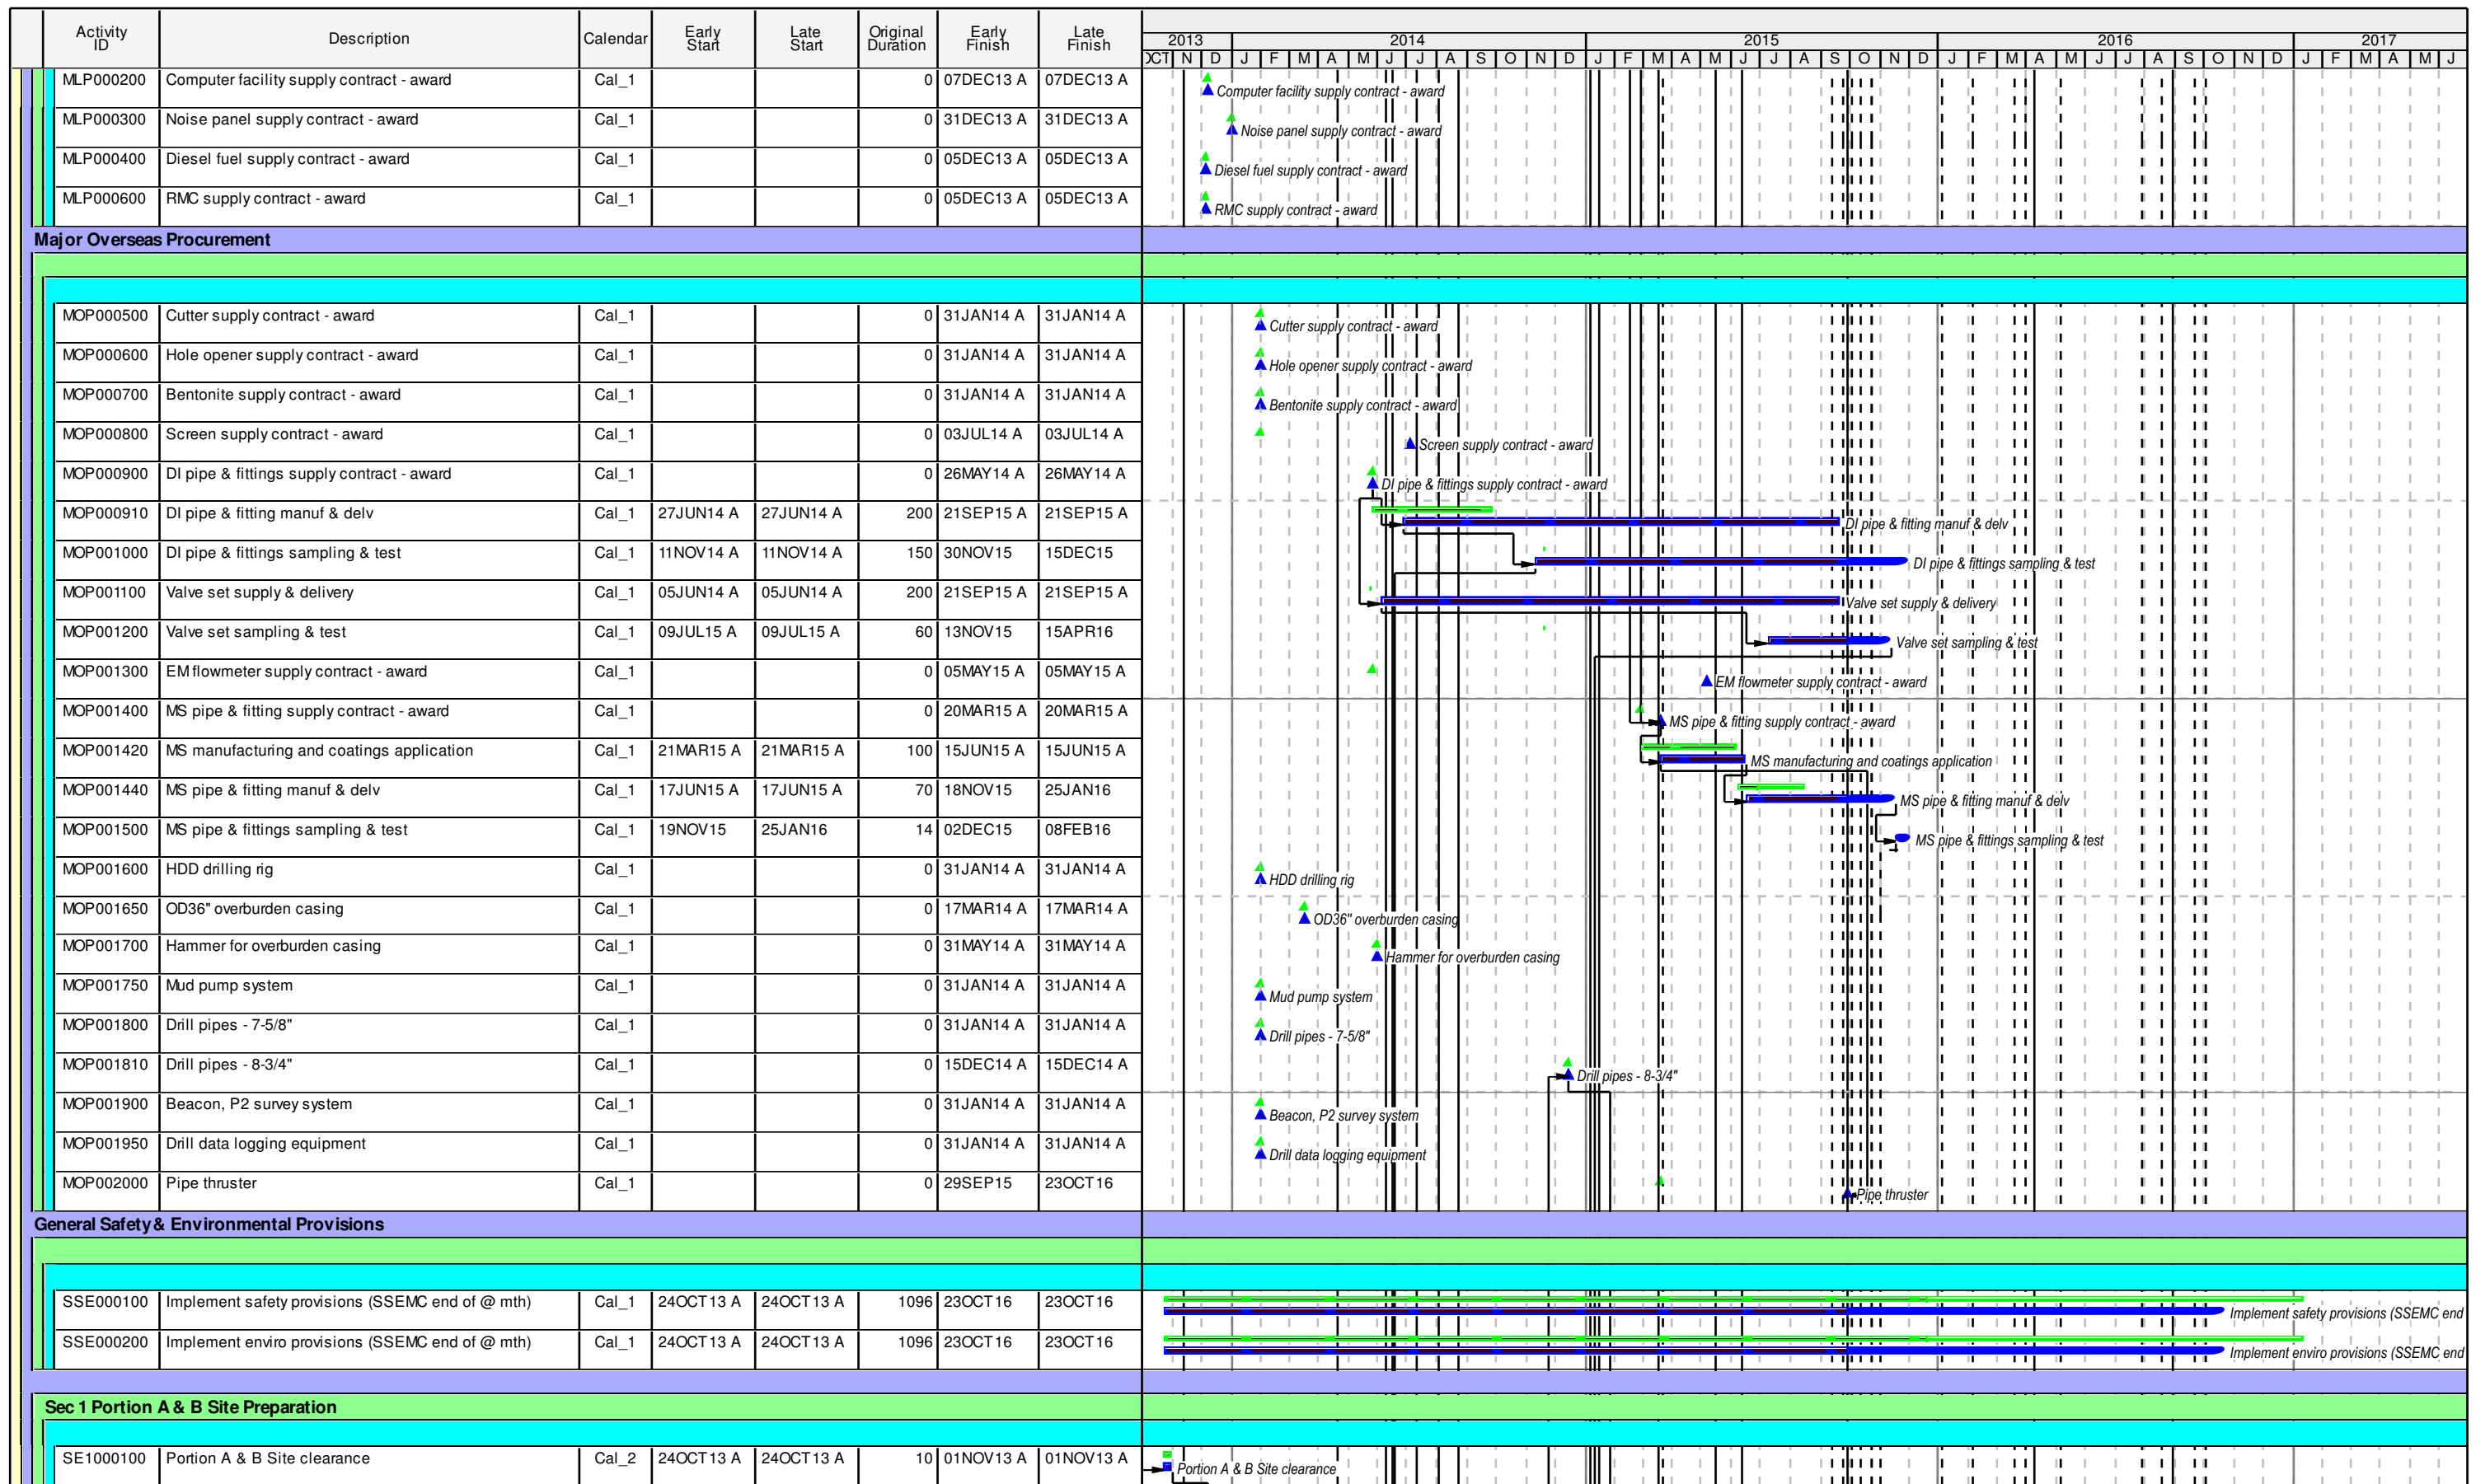 Activity ID Description Calendar Early Start Late Start Original Duration Early Finish Late Finish
2013 2014 2015 2016 2017
OCT N D J F M A M J J A S O N D J F M A M J J A S O N D J F M A M J J A S O N D J F M A M J
MLP000200 Computer facility supply contract - award Cal_1 0 07DEC13 A 07DEC13 A Computer facility supply contract - award
MLP000300 Noise panel supply contract - award Cal_1 0 31DEC13 A 31DEC13 A Noise panel supply contract - award
MLP000400 Diesel fuel supply contract - award Cal_1 0 05DEC13 A 05DEC13 A Diesel fuel supply contract - award
MLP000600 RMC supply contract - award Cal_1 0 05DEC13 A 05DEC13 A RMC supply contract - award
Major Overseas Procurement
MOP000500 Cutter supply contract - award Cal_1 0 31JAN14 A 31JAN14 A Cutter supply contract - award
MOP000600 Hole opener supply contract - award Cal_1 0 31JAN14 A 31JAN14 A Hole opener supply contract - award
MOP000700 Bentonite supply contract - award Cal_1 0 31JAN14 A 31JAN14 A Bentonite supply contract - award
MOP000800 Screen supply contract - award Cal_1 0 03JUL14 A 03JUL14 A Screen supply contract - award
MOP000900 DI pipe & fittings supply contract - award Cal_1 0 26MAY14 A 26MAY14 A DI pipe & fittings supply contract - award
MOP000910 DI pipe & fitting manuf & delv Cal_1 27JUN14 A 27JUN14 A 200 21SEP15 A 21SEP15 A DI pipe & fitting manuf & delv
MOP001000 DI pipe & fittings sampling & test Cal_1 11NOV14 A 11NOV14 A 150 30NOV15 15DEC15 DI pipe & fittings sampling & test
MOP001100 Valve set supply & delivery Cal_1 05JUN14 A 05JUN14 A 200 21SEP15 A 21SEP15 A Valve set supply & delivery
MOP001200 Valve set sampling & test Cal_1 09JUL15 A 09JUL15 A 60 13NOV15 15APR16 Valve set sampling & test
MOP001300 EM flowmeter supply contract - award Cal_1 0 05MAY15 A 05MAY15 A EM flowmeter supply contract - award
MOP001400 MS pipe & fitting supply contract - award Cal_1 0 20MAR15 A 20MAR15 A MS pipe & fitting supply contract - award
MOP001420 MS manufacturing and coatings application Cal_1 21MAR15 A 21MAR15 A 100 15JUN15 A 15JUN15 A MS manufacturing and coatings application
MOP001440 MS pipe & fitting manuf & delv Cal_1 17JUN15 A 17JUN15 A 70 18NOV15 25JAN16 MS pipe & fitting manuf & delv
MOP001500 MS pipe & fittings sampling & test Cal_1 19NOV15 25JAN16 14 02DEC15 08FEB16 MS pipe & fittings sampling & test
MOP001600 HDD drilling rig Cal_1 0 31JAN14 A 31JAN14 A HDD drilling rig
MOP001650 OD36" overburden casing Cal_1 0 17MAR14 A 17MAR14 A OD36" overburden casing
MOP001700 Hammer for overburden casing Cal_1 0 31MAY14 A 31MAY14 A Hammer for overburden casing
MOP001750 Mud pump system Cal_1 0 31JAN14 A 31JAN14 A Mud pump system
MOP001800 Drill pipes - 7-5/8" Cal_1 0 31JAN14 A 31JAN14 A Drill pipes - 7-5/8"
MOP001810 Drill pipes - 8-3/4" Cal_1 0 15DEC14 A 15DEC14 A Drill pipes - 8-3/4"
MOP001900 Beacon, P2 survey system Cal_1 0 31JAN14 A 31JAN14 A Beacon, P2 survey system
MOP001950 Drill data logging equipment Cal_1 0 31JAN14 A 31JAN14 A Drill data logging equipment
MOP002000 Pipe thruster Cal_1 0 29SEP15 23OCT16 Pipe thruster
General Safety & Environmental Provisions
SSE000100 Implement safety provisions (SSEMC end of @ mth) Cal_1 24OCT13 A 24OCT13 A 1096 23OCT16 23OCT16 Implement safety provisions (SSEMC end
SSE000200 Implement enviro provisions (SSEMC end of @ mth) Cal_1 24OCT13 A 24OCT13 A 1096 23OCT16 23OCT16 Implement enviro provisions (SSEMC end
Sec 1 Portion A & B Site Preparation
SE1000100 Portion A & B Site clearance Cal_2 24OCT13 A 24OCT13 A 10 01NOV13 A 01NOV13 A Portion A & B Site clearance